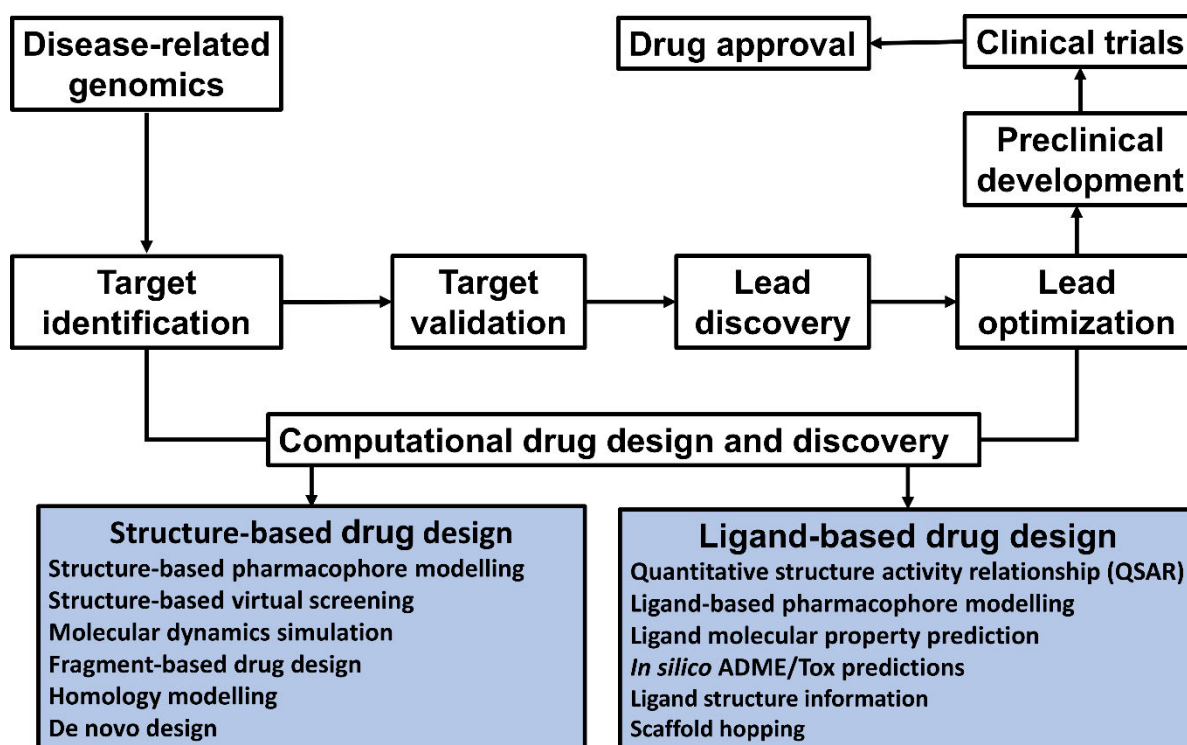 Disease-related
genomics
Drug approval
Clinical trials
Preclinical
development
Target
identification
Target
validation
Lead
discovery
Lead
optimization
Computational drug design and discovery
Structure-based drug design
Structure-based pharmacophore modelling
Structure-based virtual screening
Molecular dynamics simulation
Fragment-based drug design
Homology modelling
De novo design
Ligand-based drug design
Quantitative structure activity relationship (QSAR)
Ligand-based pharmacophore modelling
Ligand molecular property prediction
In silico ADME/Tox predictions
Ligand structure information
Scaffold hopping